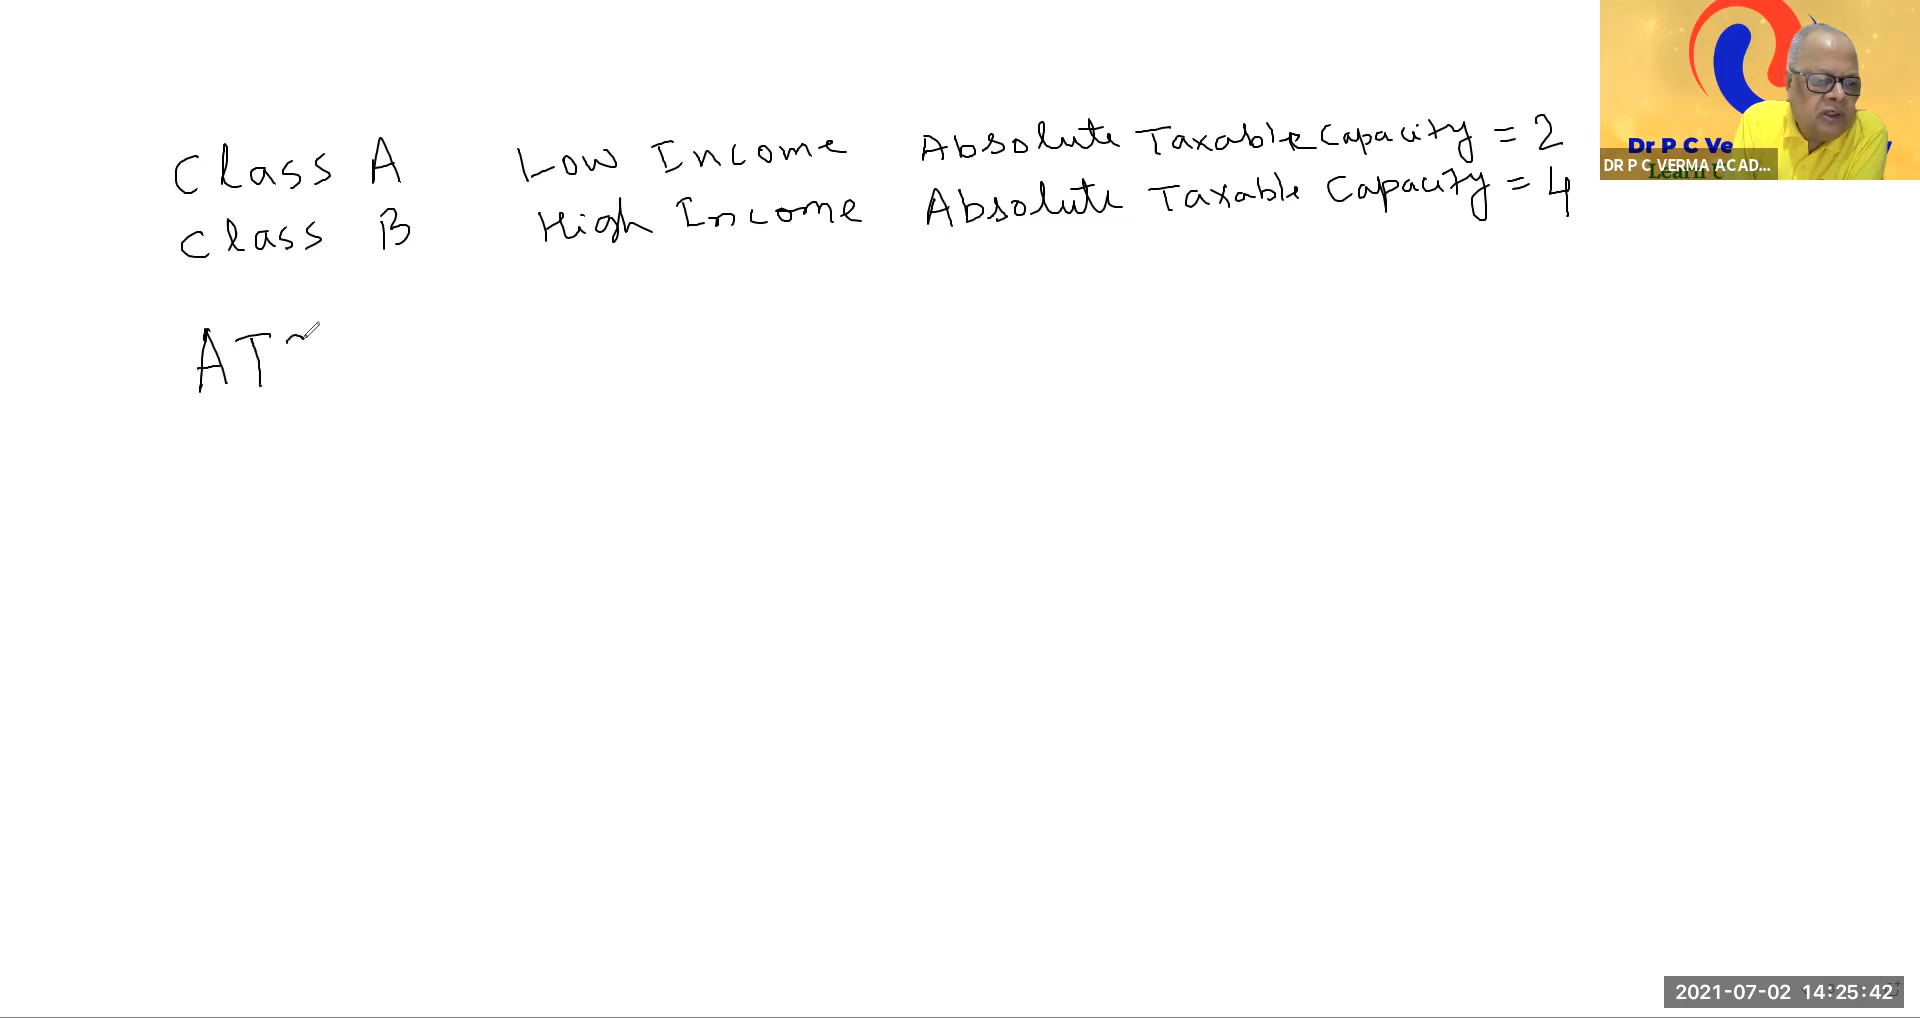 Class A Low Income Absolute Taxable Capacity = 2
Class B High Income Absolute Taxable Capacity = 4
AT
Dr P C Ve
DR P C VERMA ACAD...
2021-07-02 14:25:42